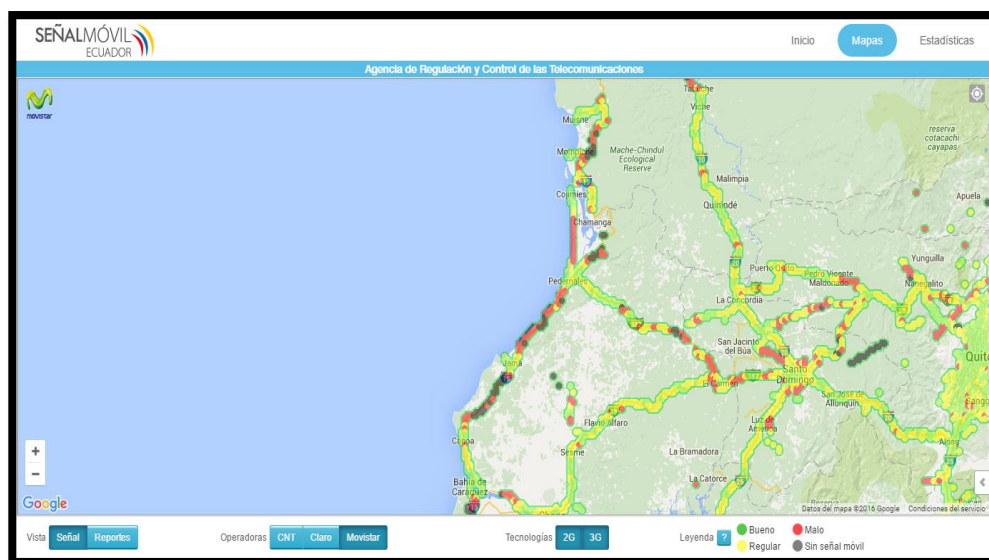 SEÑALMÓVIL
ECUADOR
Inicio
Mapas
Estadísticas
Agencia de Regulación y Control de las Telecomunicaciones
movistar
Viche
Muisne
reserva
cotacachi
cayapas
Mache-Chindul
Ecological
Reserve
Malimpia
Apuela
Cojimíes
Quinindé
Chamanga
Yunguilla
Puerto Quito
Pedro Vicente
Maldonado
Pedernales
Nanegalito
La Concordia
San Jacinto
del Búa
Quito
Jama
Santo
Domingo
El Carmen
San José de
Alluriquín
Flavio Alfaro
Luz de
América
Sesme
La Bramadora
Bahía de
Caráquez
La Catorce
+
−
Google
Datos del mapa ©2016 Google
Condiciones del servicio
Vista
Señal
Reportes
Operadoras
CNT
Claro
Movistar
Tecnologías
2G
3G
Leyenda
?
Bueno
Malo
Regular
Sin señal móvil